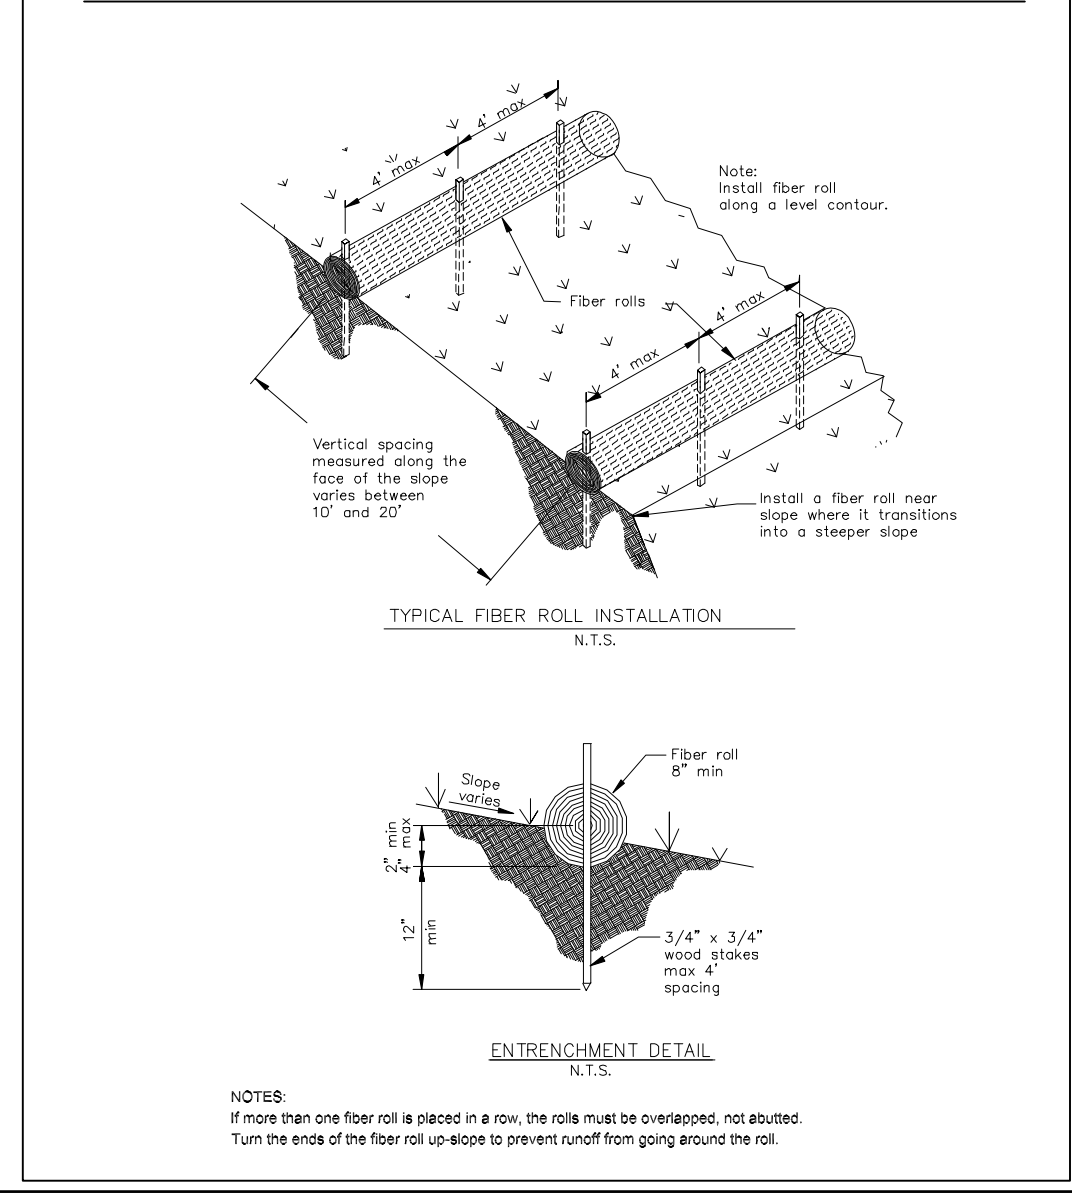 4' max
4' max
Note:
Install fiber roll
along a level contour.
Fiber rolls
4' max
4' max
Vertical spacing
measured along the
face of the slope
varies between
10' and 20'
Install a fiber roll near
slope where it transitions
into a steeper slope
TYPICAL FIBER ROLL INSTALLATION
N.T.S.
Fiber roll
8" min
Slope
varies
2" min
4" max
12"
min
3/4" x 3/4"
wood stakes
max 4'
spacing
ENTRENCHMENT DETAIL
N.T.S.
NOTES:
If more than one fiber roll is placed in a row, the rolls must be overlapped, not abutted.
Turn the ends of the fiber roll up-slope to prevent runoff from going around the roll.